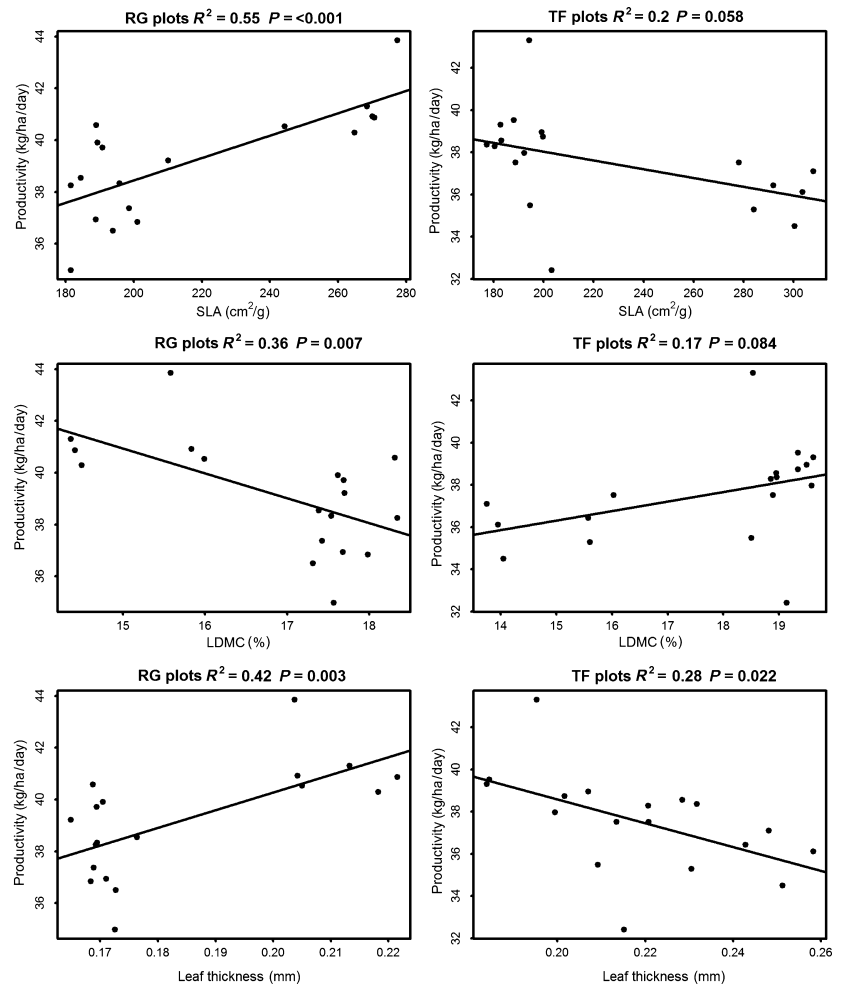 RG plots R² = 0.55 P = <0.001
Productivity (kg/ha/day)
44
42
40
38
36
180 200 220 240 260 280
SLA (cm²/g)
TF plots R² = 0.2 P = 0.058
Productivity (kg/ha/day)
42
40
38
36
34
32
180 200 220 240 260 280 300
SLA (cm²/g)
RG plots R² = 0.36 P = 0.007
Productivity (kg/ha/day)
44
42
40
38
36
15 16 17 18
LDMC (%)
TF plots R² = 0.17 P = 0.084
Productivity (kg/ha/day)
42
40
38
36
34
32
14 15 16 17 18 19
LDMC (%)
RG plots R² = 0.42 P = 0.003
Productivity (kg/ha/day)
44
42
40
38
36
0.17 0.18 0.19 0.20 0.21 0.22
Leaf thickness (mm)
TF plots R² = 0.28 P = 0.022
Productivity (kg/ha/day)
42
40
38
36
34
32
0.20 0.22 0.24 0.26
Leaf thickness (mm)